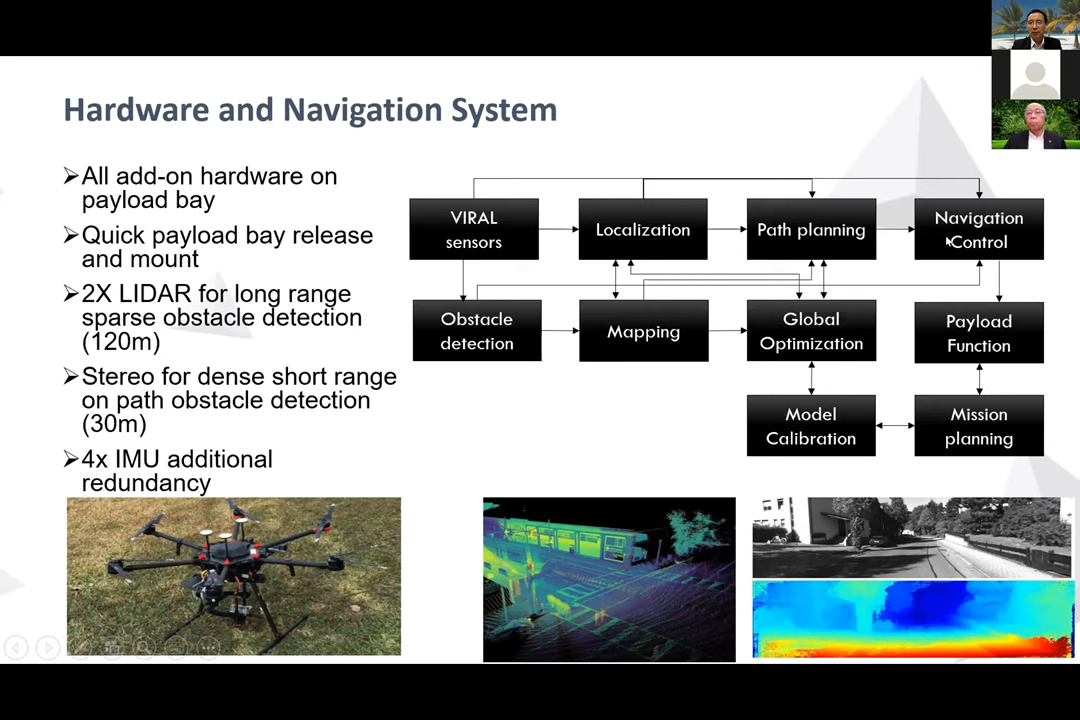 Hardware and Navigation System
➢All add-on hardware on
payload bay
➢Quick payload bay release
and mount
➢2X LIDAR for long range
sparse obstacle detection
(120m)
➢Stereo for dense short range
on path obstacle detection
(30m)
➢4x IMU additional
redundancy
VIRAL
sensors
Localization
Path planning
Navigation
Control
Obstacle
detection
Mapping
Global
Optimization
Payload
Function
Model
Calibration
Mission
planning